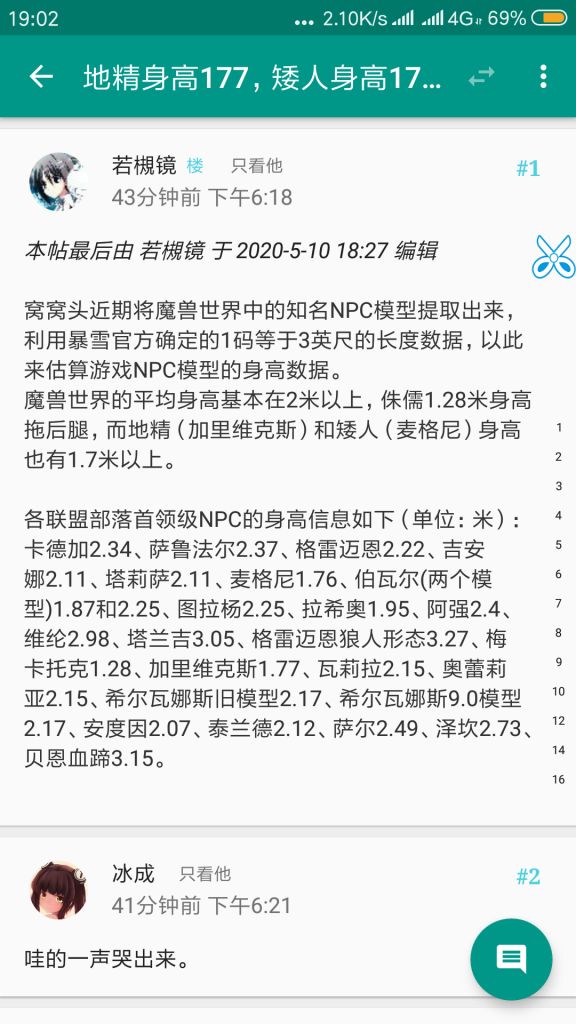 19:02
... 2.10K/s 4G 69%
地精身高177，矮人身高17...
若槻镜 楼 只看他 #1
43分钟前 下午6:18
本帖最后由 若槻镜 于 2020-5-10 18:27 编辑
窝窝头近期将魔兽世界中的知名NPC模型提取出来，
利用暴雪官方确定的1码等于3英尺的长度数据，以此
来估算游戏NPC模型的身高数据。
魔兽世界的平均身高基本在2米以上，侏儒1.28米身高
拖后腿，而地精（加里维克斯）和矮人（麦格尼）身高
也有1.7米以上。
各联盟部落首领级NPC的身高信息如下（单位：米）：
卡德加2.34、萨鲁法尔2.37、格雷迈恩2.22、吉安
娜2.11、塔莉萨2.11、麦格尼1.76、伯瓦尔(两个模
型)1.87和2.25、图拉杨2.25、拉希奥1.95、阿强2.4、
维纶2.98、塔兰吉3.05、格雷迈恩狼人形态3.27、梅
卡托克1.28、加里维克斯1.77、瓦莉拉2.15、奥蕾莉
亚2.15、希尔瓦娜斯旧模型2.17、希尔瓦娜斯9.0模型
2.17、安度因2.07、泰兰德2.12、萨尔2.49、泽坎2.73、
贝恩血蹄3.15。
1
2
3
4
5
6
7
8
9
10
12
14
16
冰成 只看他 #2
41分钟前 下午6:21
哇的一声哭出来。